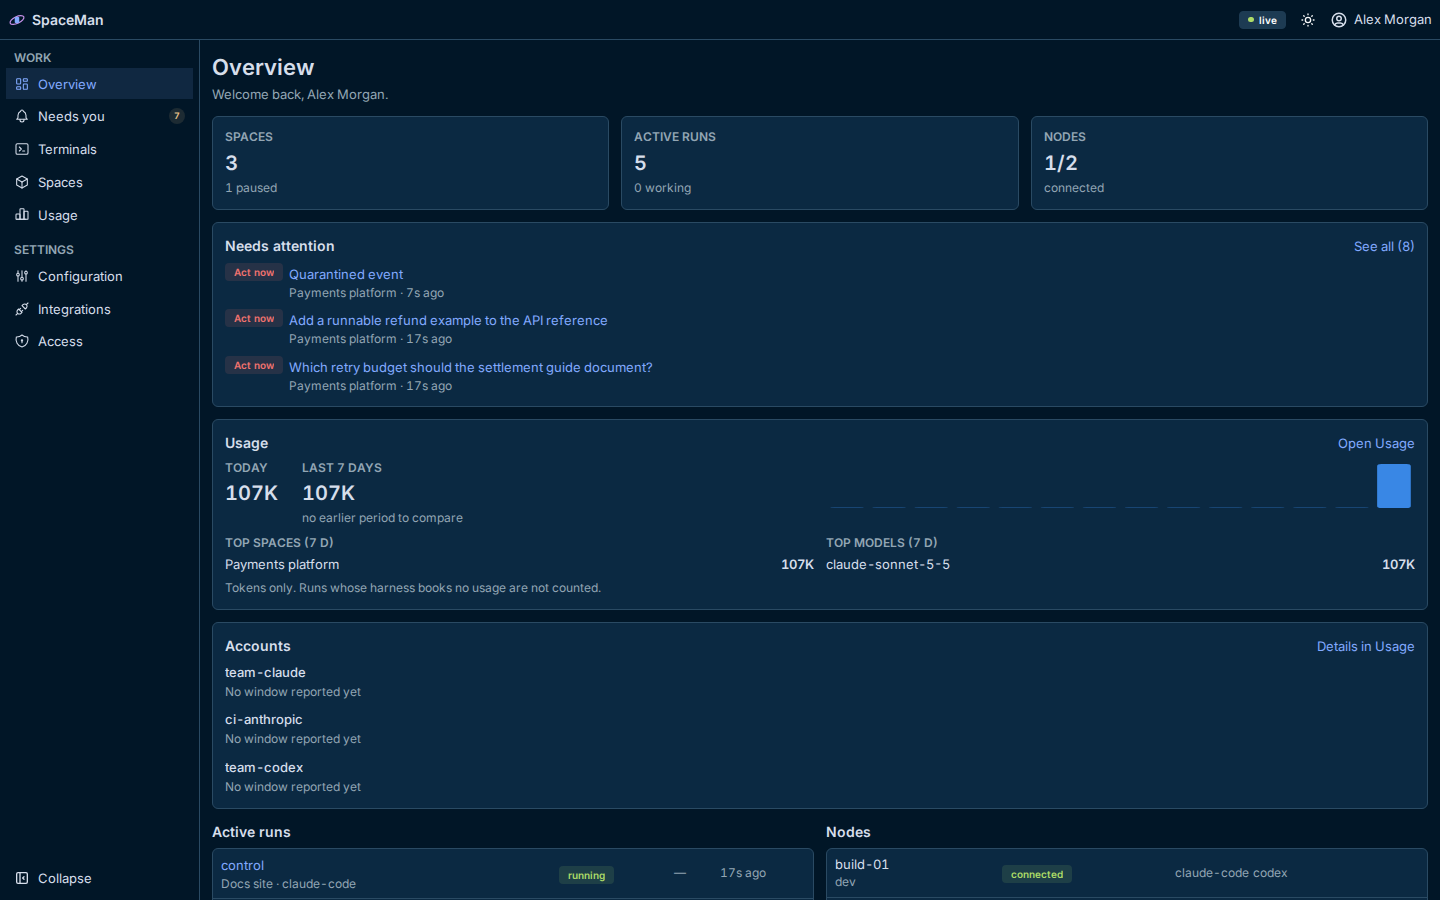 SpaceMan
live
Alex Morgan
WORK
Overview
Needs you
7
Terminals
Spaces
Usage
SETTINGS
Configuration
Integrations
Access
Collapse
Overview
Welcome back, Alex Morgan.
SPACES
3
1 paused
ACTIVE RUNS
5
0 working
NODES
1/2
connected
Needs attention
See all (8)
Act now Quarantined event
Payments platform · 7s ago
Act now Add a runnable refund example to the API reference
Payments platform · 17s ago
Act now Which retry budget should the settlement guide document?
Payments platform · 17s ago
Usage
Open Usage
TODAY
107K
LAST 7 DAYS
107K
no earlier period to compare
TOP SPACES (7 D)
Payments platform 107K
TOP MODELS (7 D)
claude-sonnet-5-5 107K
Tokens only. Runs whose harness books no usage are not counted.
Accounts
Details in Usage
team-claude
No window reported yet
ci-anthropic
No window reported yet
team-codex
No window reported yet
Active runs
control
Docs site · claude-code
running
—
17s ago
Nodes
build-01
dev
connected
claude-code codex